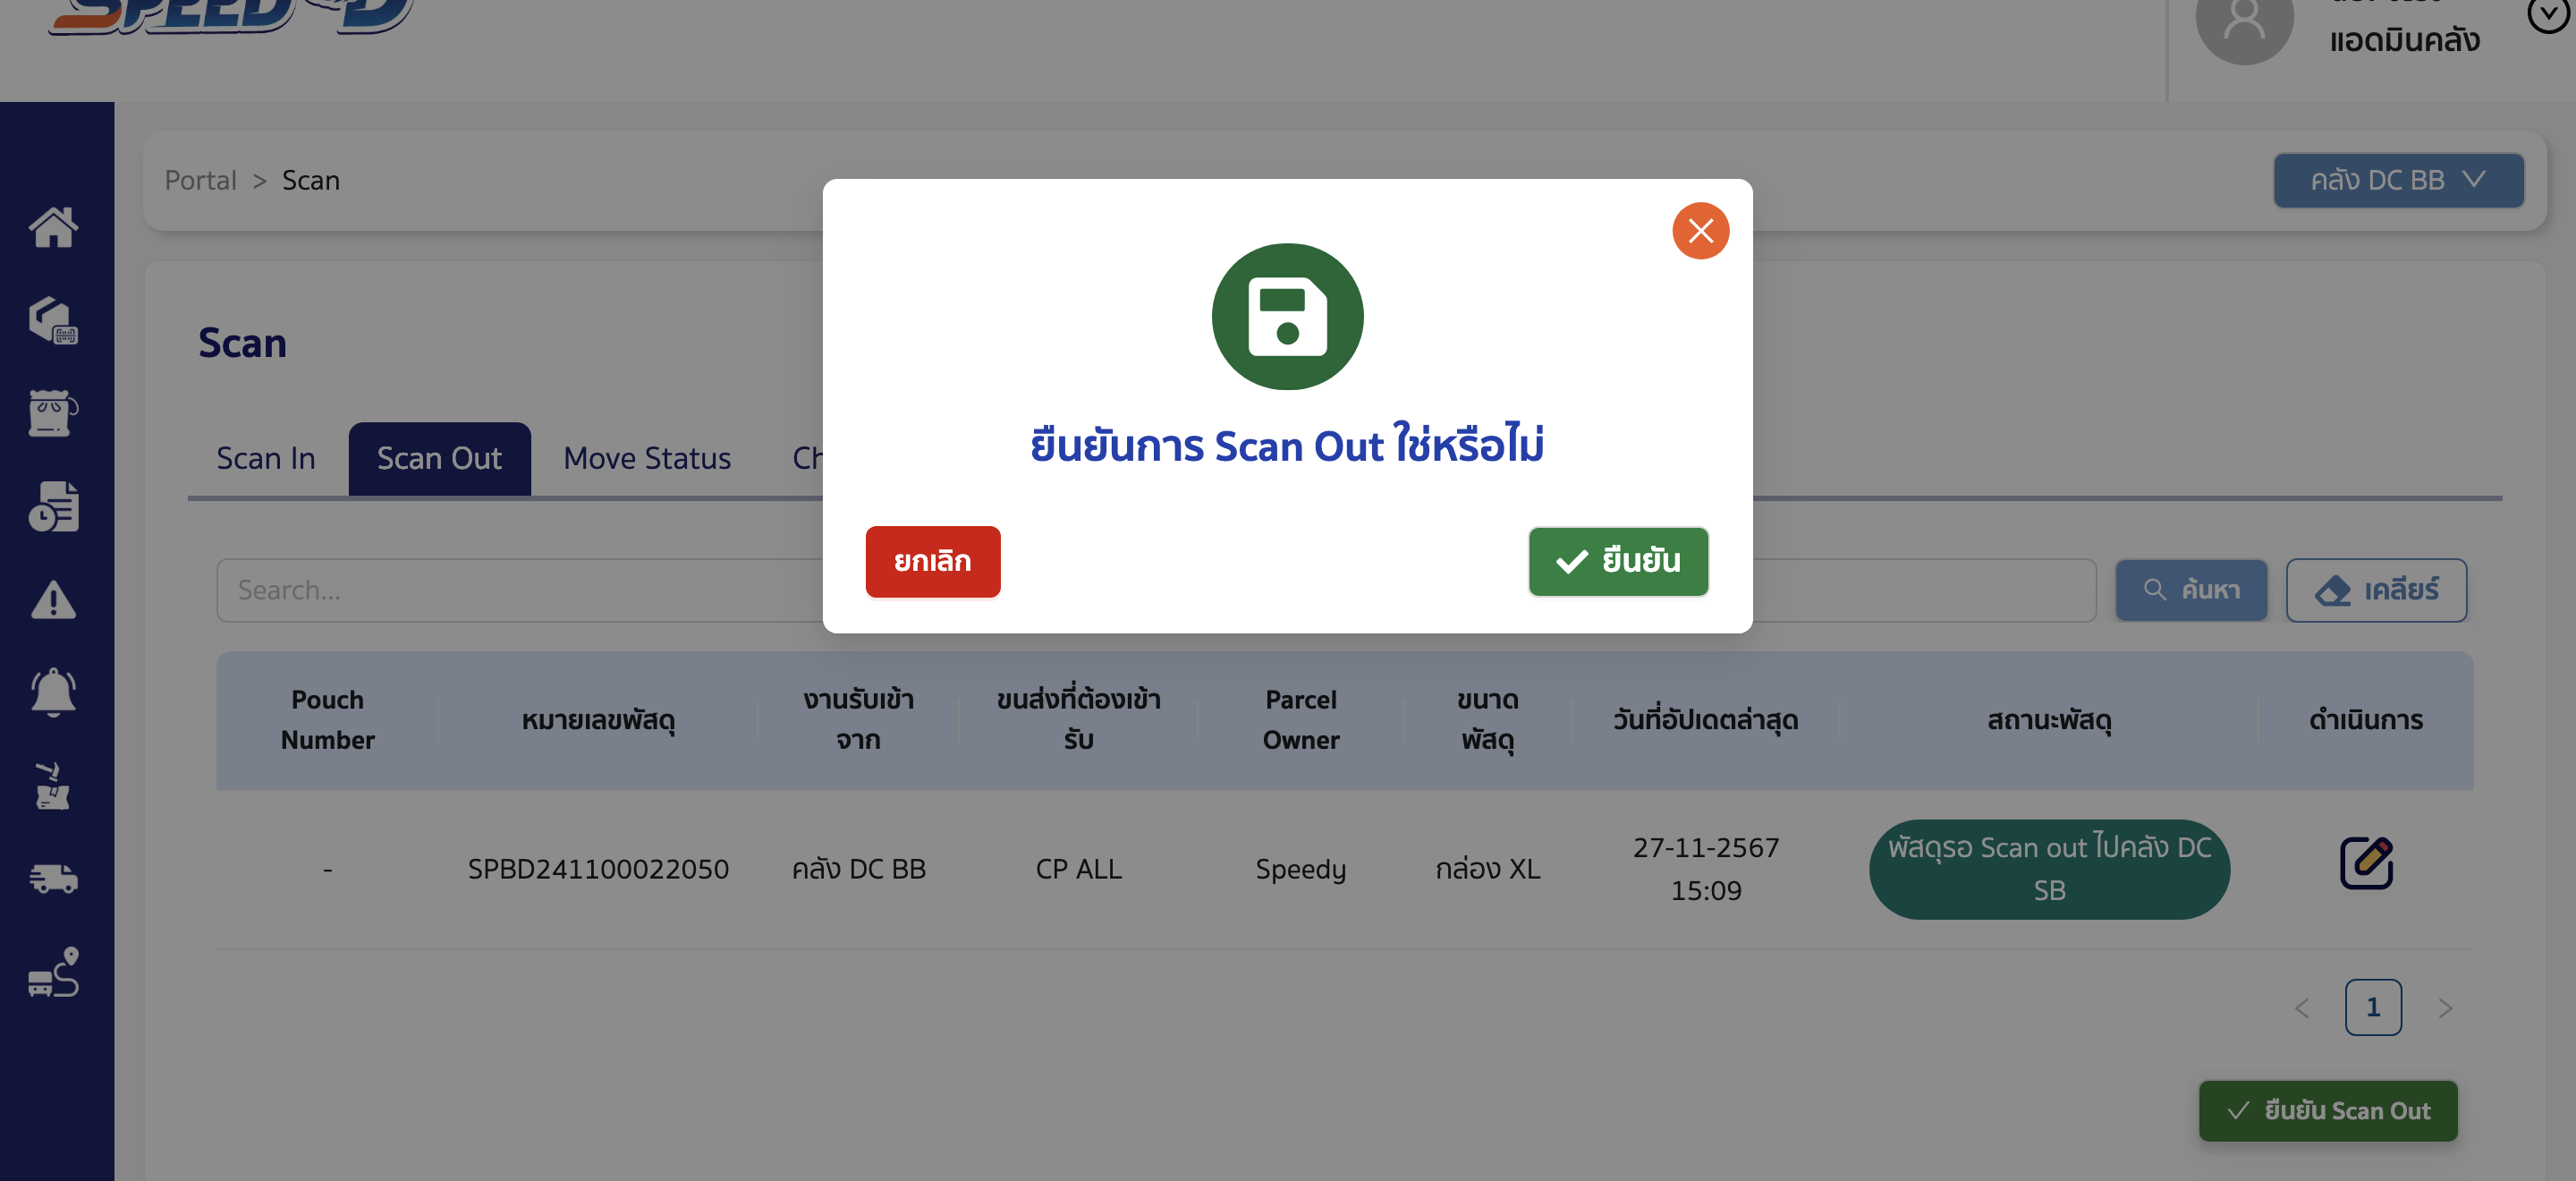 SPEED-D
แอดมินคลัง
Portal > Scan
คลัง DC BB
Scan
Scan In
Scan Out
Move Status
Ch
ยืนยันการ Scan Out ใช่หรือไม่
ยกเลิก
ยืนยัน
Search...
ค้นหา
เคลียร์
Pouch
Number
หมายเลขพัสดุ
งานรับเข้า
จาก
ขนส่งที่ต้องเข้า
รับ
Parcel
Owner
ขนาด
พัสดุ
วันที่อัปเดตล่าสุด
สถานะพัสดุ
ดำเนินการ
-
SPBD241100022050
คลัง DC BB
CP ALL
Speedy
กล่อง XL
27-11-2567
15:09
พัสดุรอ Scan out ไปคลัง DC
SB
1
ยืนยัน Scan Out